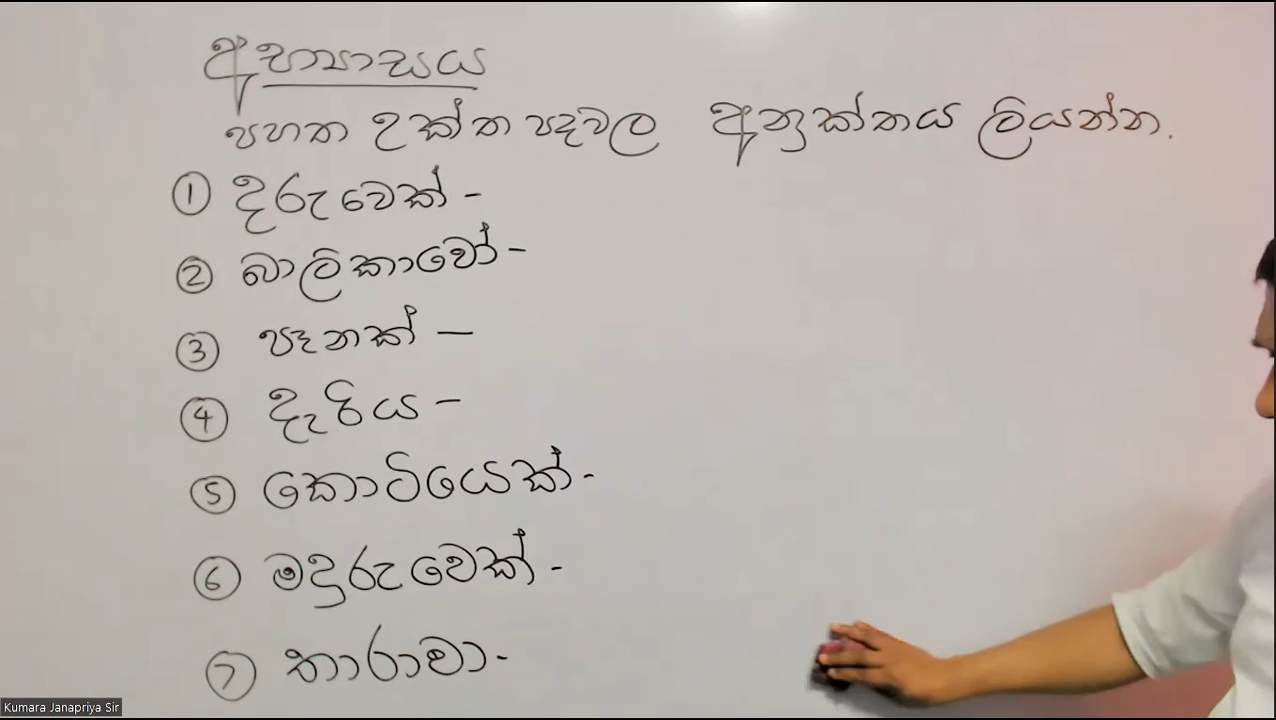 අභ්‍යාසය
පහත උක්ත පදවල අනුක්තය ලියන්න.
① දරුවෙක් -
② බාලිකාවෝ -
③ පෑනක් –
④ දැරිය -
⑤ කොටියෙක් -
⑥ මදුරුවෙක් -
⑦ තාරාවා -
Kumara Janapriya Sir